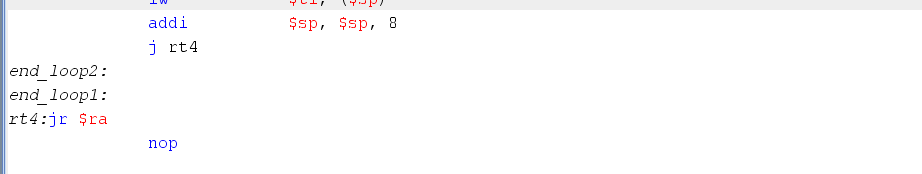 addi $sp, $sp, 8
j rt4
end_loop2:
end_loop1:
rt4:jr $ra
nop